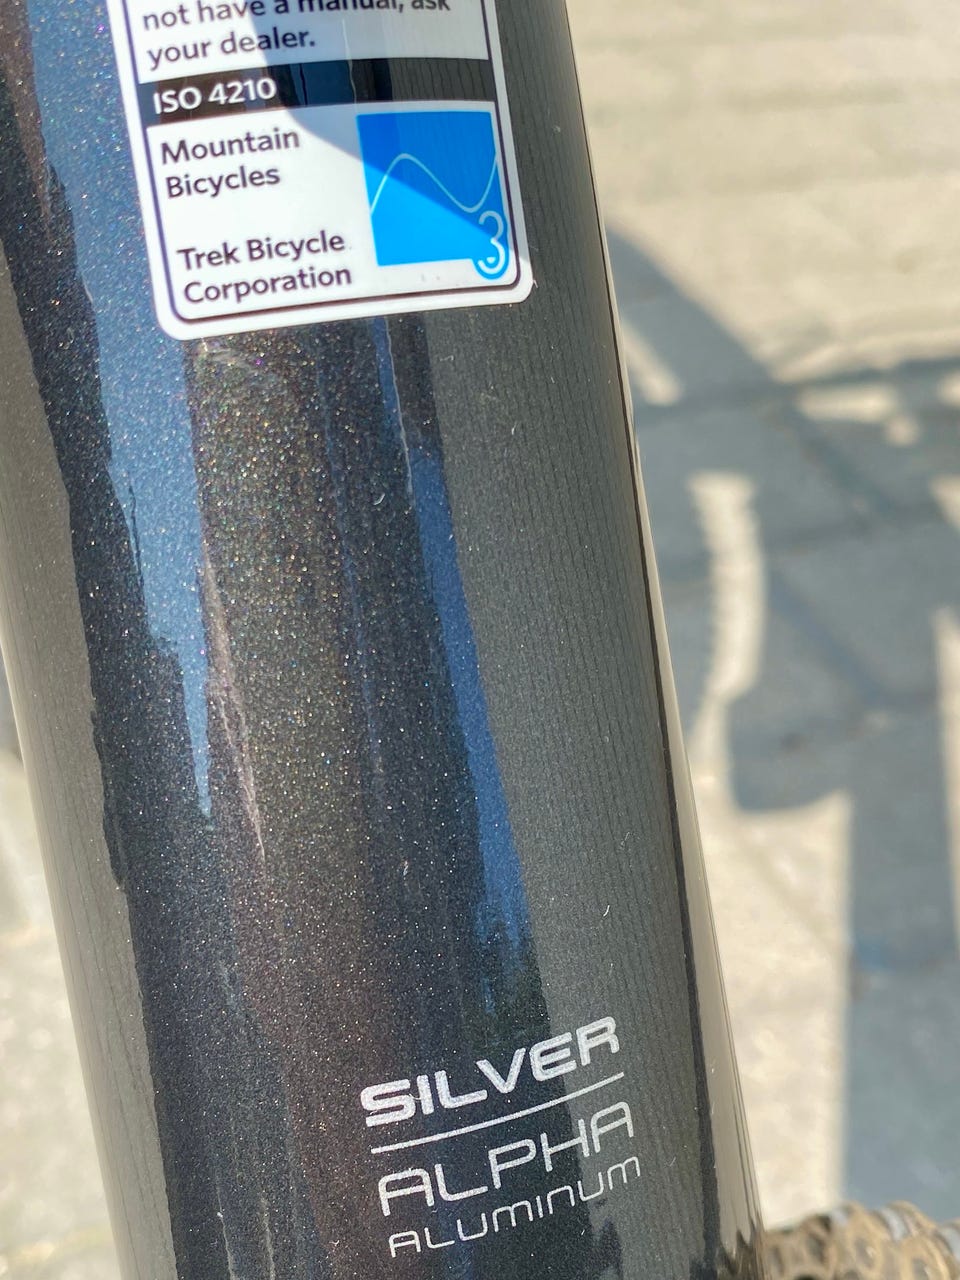 not have a manual, ask
your dealer.
ISO 4210
Mountain
Bicycles
3
Trek Bicycle
Corporation
SILVER
ALPHA
ALUMINUM